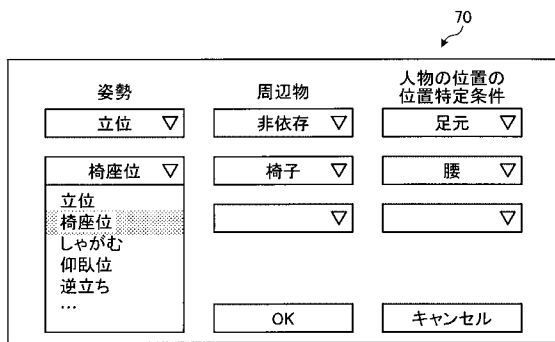 70
姿勢
周辺物
人物の位置の
位置特定条件
立位 ▽
非依存 ▽
足元 ▽
椅座位 ▽
椅子 ▽
腰 ▽
立位
椅座位
しゃがむ
仰臥位
逆立ち
…
▽
▽
OK
キャンセル